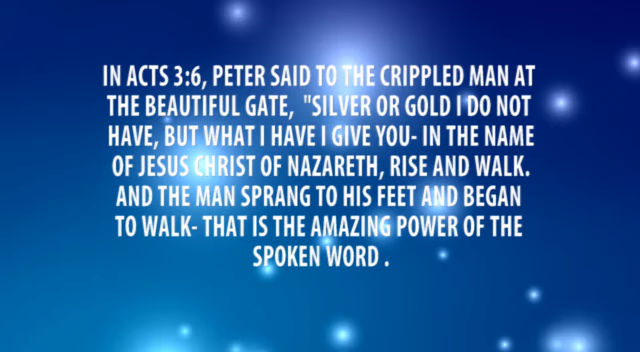 IN ACTS 3:6, PETER SAID TO THE CRIPPLED MAN AT
THE BEAUTIFUL GATE, "SILVER OR GOLD I DO NOT
HAVE, BUT WHAT I HAVE I GIVE YOU- IN THE NAME
OF JESUS CHRIST OF NAZARETH, RISE AND WALK.
AND THE MAN SPRANG TO HIS FEET AND BEGAN
TO WALK- THAT IS THE AMAZING POWER OF THE
SPOKEN WORD .